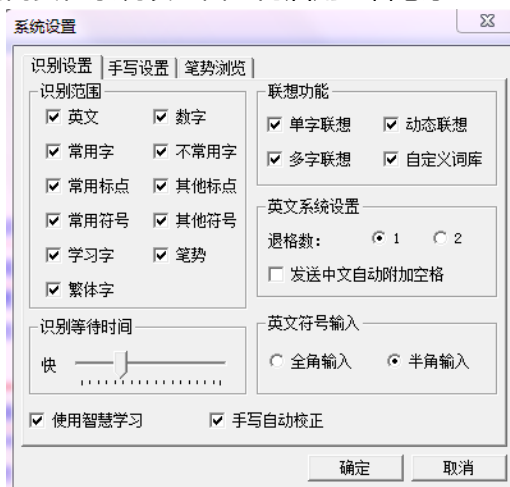 系统设置
识别设置 手写设置 笔势浏览
识别范围
英文 数字
常用字 不常用字
常用标点 其他标点
常用符号 其他符号
学习字 笔势
繁体字
联想功能
单字联想 动态联想
多字联想 自定义词库
英文系统设置
退格数： 1 2
发送中文自动附加空格
识别等待时间
快
英文符号输入
全角输入 半角输入
使用智慧学习 手写自动校正
确定 取消